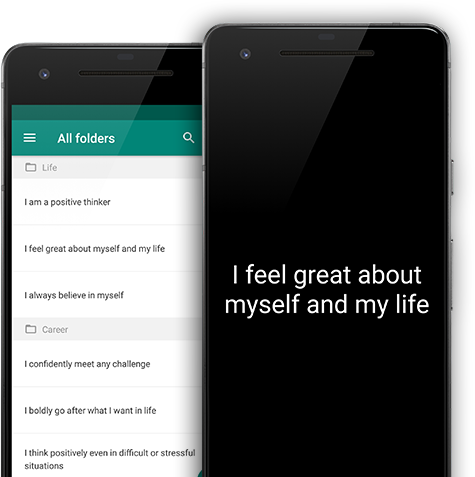 All folders
Life
I am a positive thinker
I feel great about myself and my life
I always believe in myself
Career
I confidently meet any challenge
I boldly go after what I want in life
I think positively even in difficult or stressful
situations
I feel great about
myself and my life